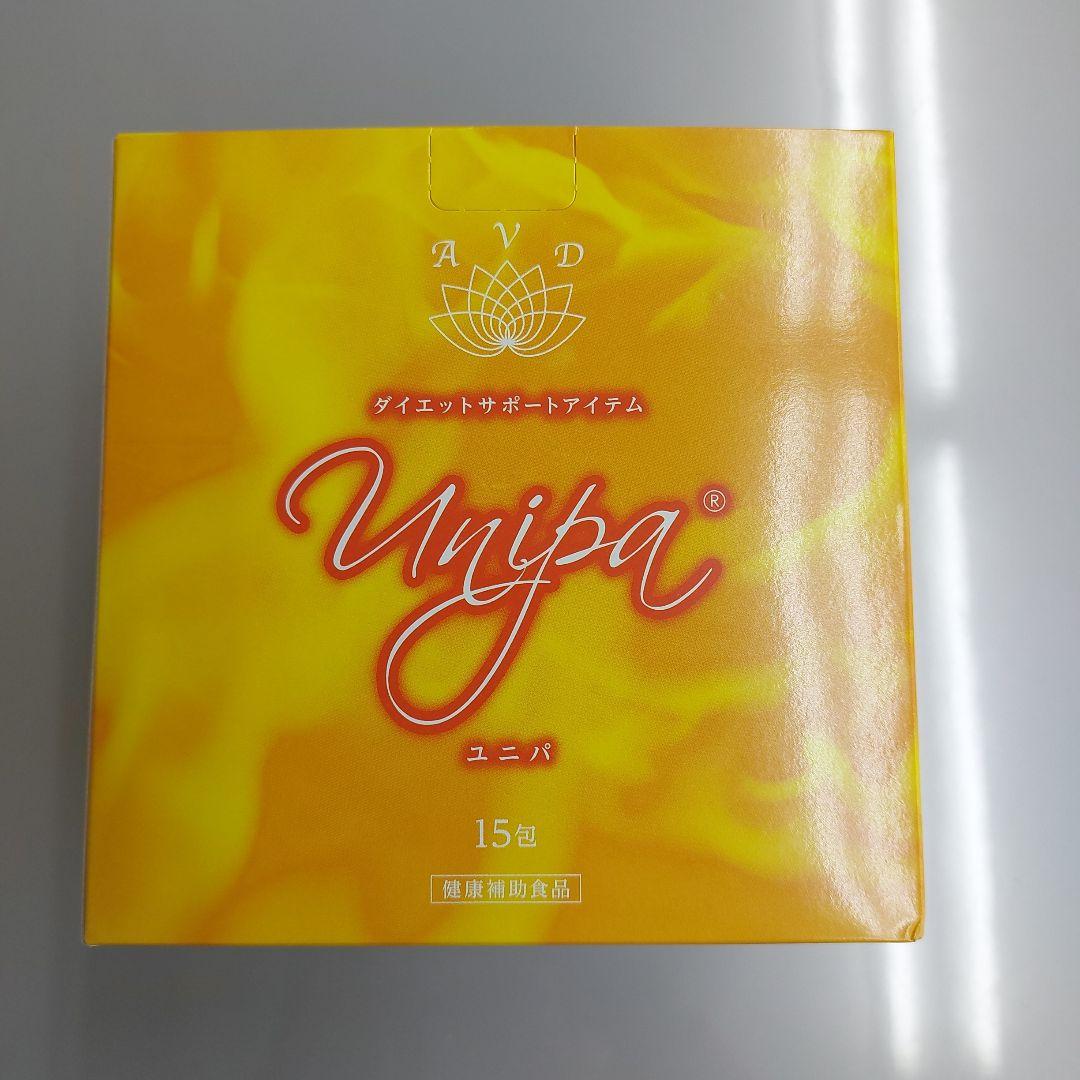 AVD
ダイエットサポートアイテム
Unipa®
ユニパ
15包
健康補助食品